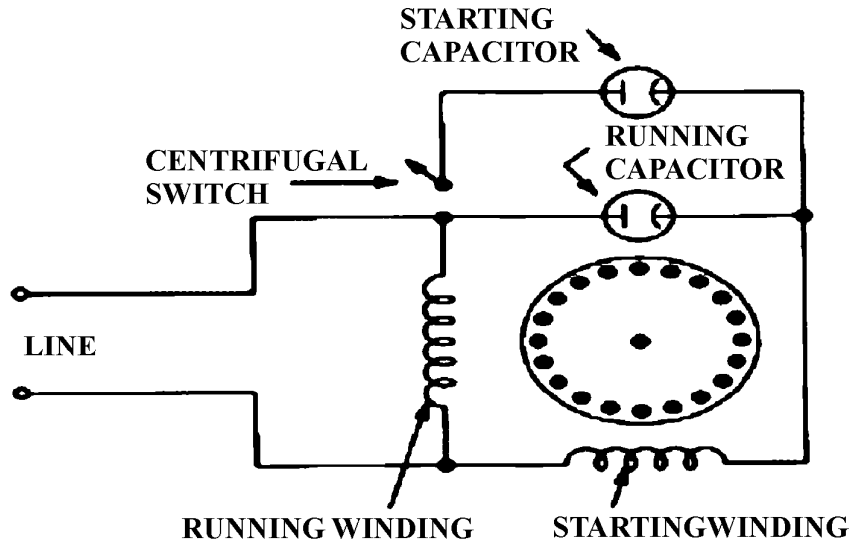 STARTING
CAPACITOR
RUNNING
CAPACITOR
CENTRIFUGAL
SWITCH
LINE
RUNNING WINDING
STARTINGWINDING